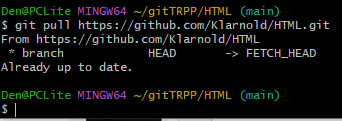 Den@PCLite MINGW64 ~/gitTRPP/HTML (main)
$ git pull https://github.com/Klarnold/HTML.git
From https://github.com/Klarnold/HTML
 * branch            HEAD       -> FETCH_HEAD
Already up to date.
Den@PCLite MINGW64 ~/gitTRPP/HTML (main)
$